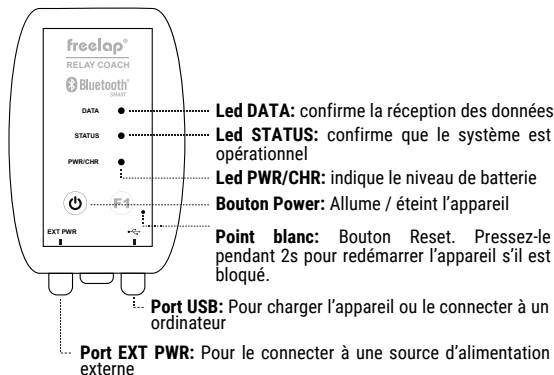 freelap®
RELAY COACH
Bluetooth®
SMART
DATA
STATUS
PWR/CHR
F1
EXT PWR
Led DATA: confirme la réception des données
Led STATUS: confirme que le système est
opérationnel
Led PWR/CHR: indique le niveau de batterie
Bouton Power: Allume / éteint l’appareil
Point blanc: Bouton Reset. Pressez-le
pendant 2s pour redémarrer l’appareil s’il est
bloqué.
Port USB: Pour charger l’appareil ou le connecter à un
ordinateur
Port EXT PWR: Pour le connecter à une source d’alimentation
externe